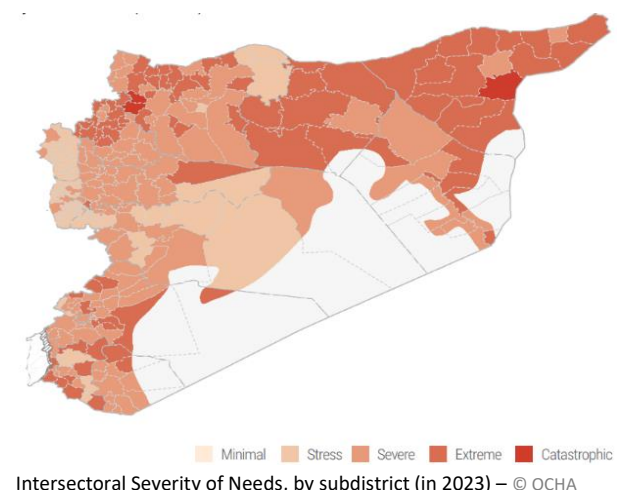 Minimal Stress Severe Extreme Catastrophic
Intersectoral Severity of Needs. by subdistrict (in 2023) – © OCHA